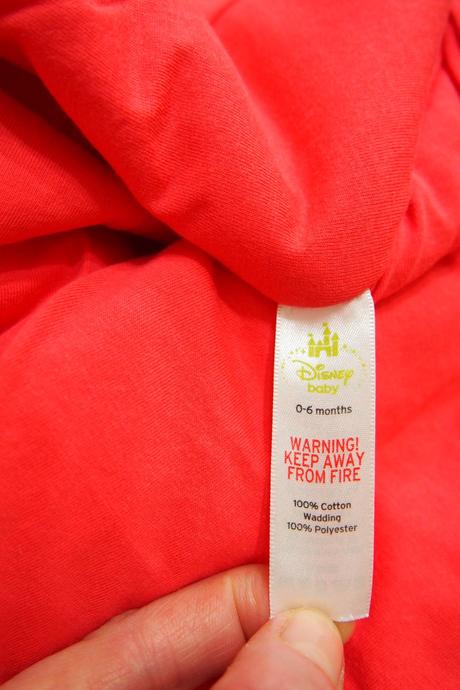 Disney
baby
0-6 months
WARNING!
KEEP AWAY
FROM FIRE
100% Cotton
Wadding
100% Polyester